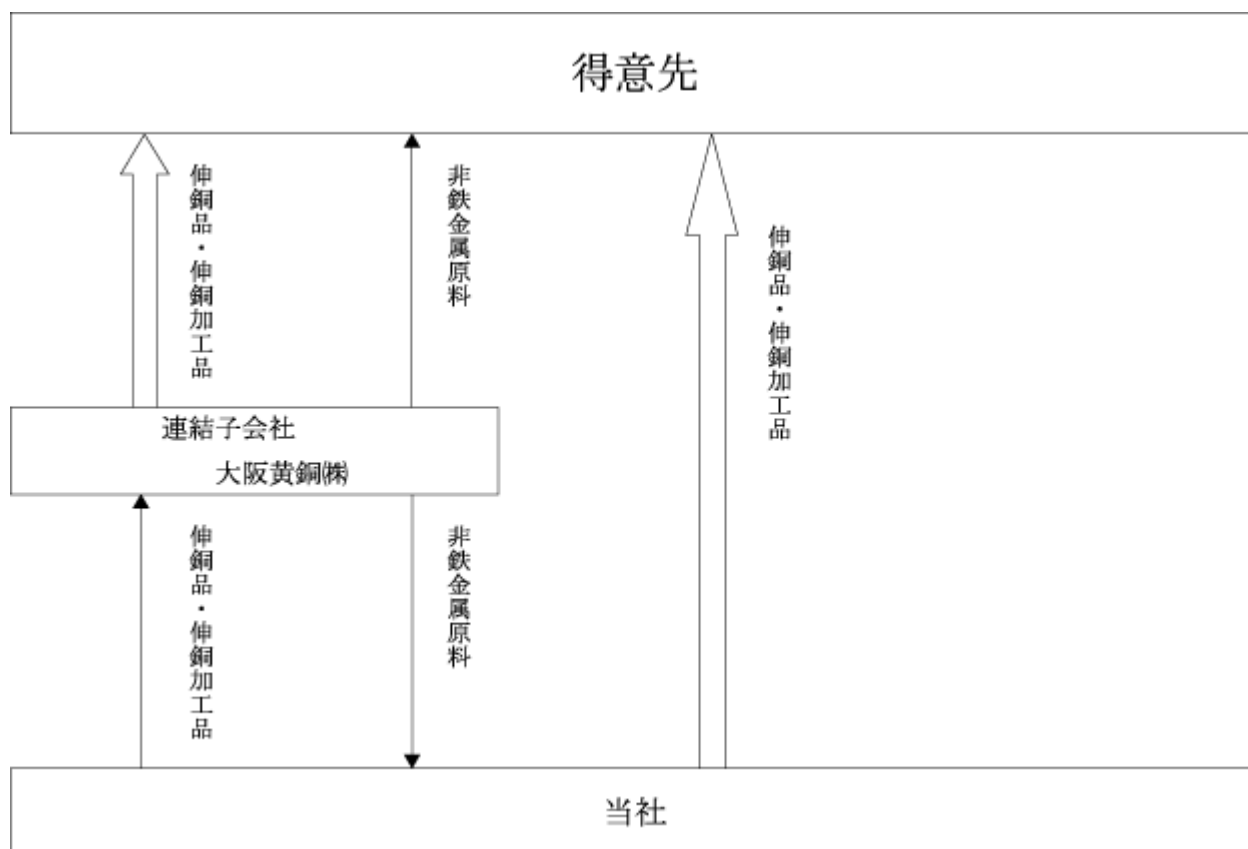 得意先
伸銅品・伸銅加工品
非鉄金属原料
伸銅品・伸銅加工品
連結子会社
大阪黄銅㈱
伸銅品・伸銅加工品
非鉄金属原料
当社